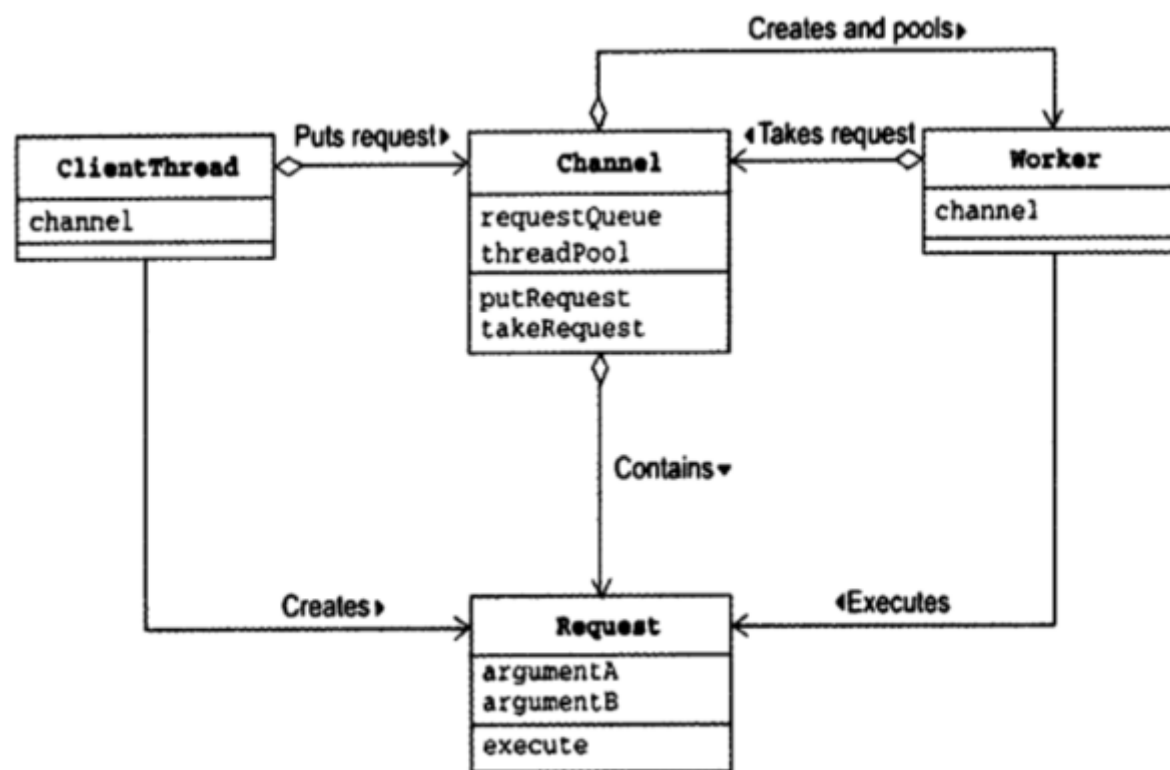 Creates and pools▶
Puts request▶
◀Takes request
ClientThread
channel
Channel
requestQueue
threadPool
putRequest
takeRequest
Worker
channel
Contains▼
Creates▶
◀Executes
Request
argumentA
argumentB
execute